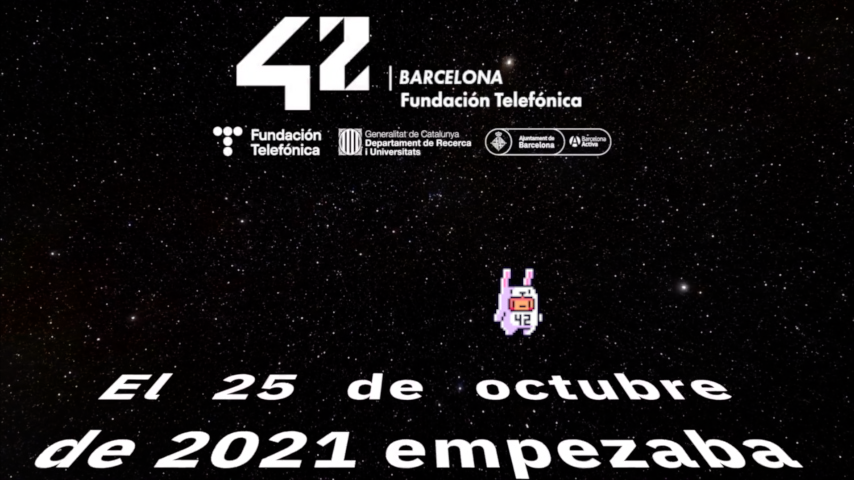 42
BARCELONA
Fundación Telefónica
Fundación
Telefónica
Generalitat de Catalunya
Departament de Recerca
i Universitats
Ajuntament de
Barcelona
Barcelona
Activa
42
El 25 de octubre
de 2021 empezaba